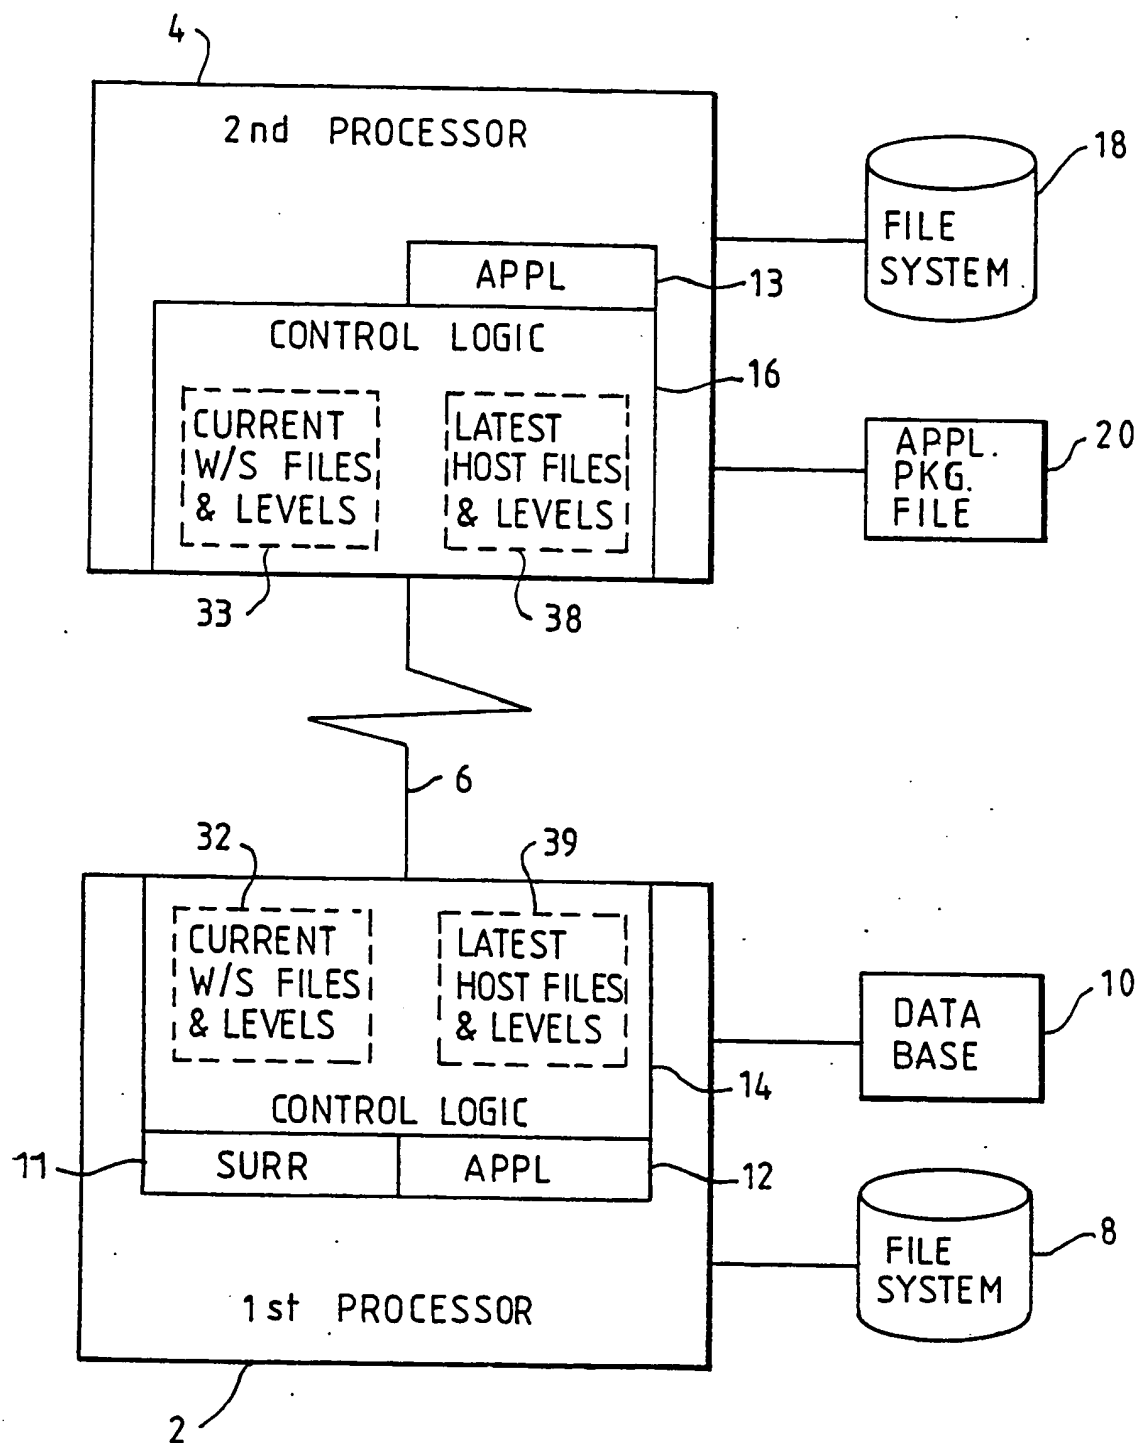 4
2nd PROCESSOR
18
FILE
SYSTEM
APPL
13
CONTROL LOGIC
16
CURRENT
W/S FILES
& LEVELS
LATEST
HOST FILES
& LEVELS
APPL.
PKG.
FILE
20
33
38
6
32
39
CURRENT
W/S FILES
& LEVELS
LATEST
HOST FILES
& LEVELS
DATA
BASE
10
14
CONTROL LOGIC
11
SURR
APPL
12
FILE
SYSTEM
8
1st PROCESSOR
2